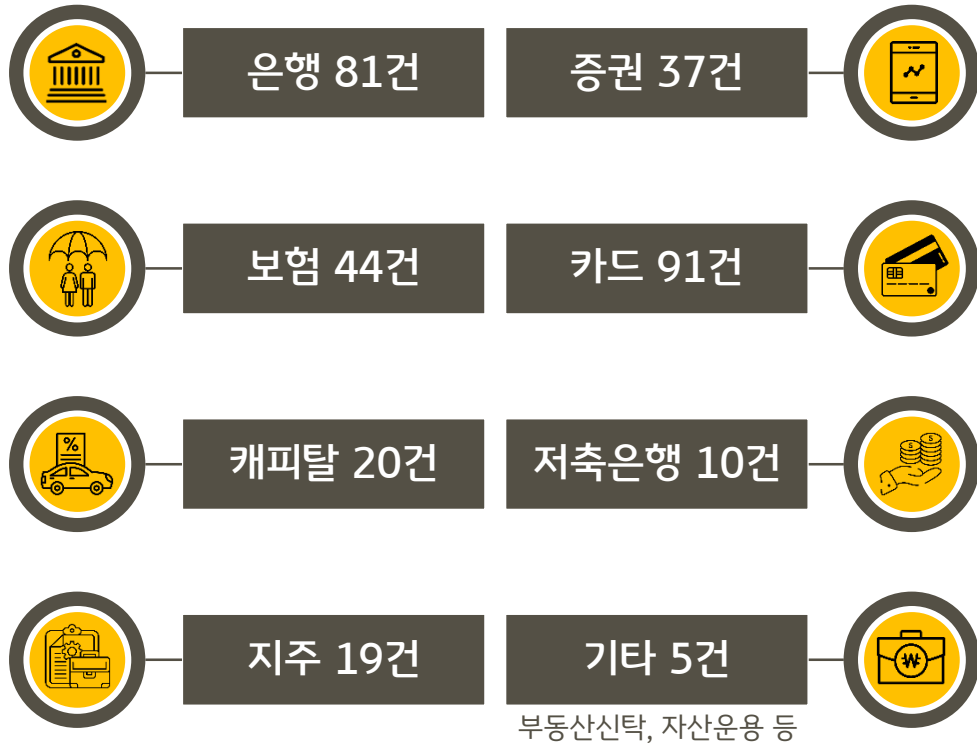 은행 81건
증권 37건
보험 44건
카드 91건
%
캐피탈 20건
저축은행 10건
S
S
지주 19건
기타 5건
₩
부동산신탁, 자산운용 등